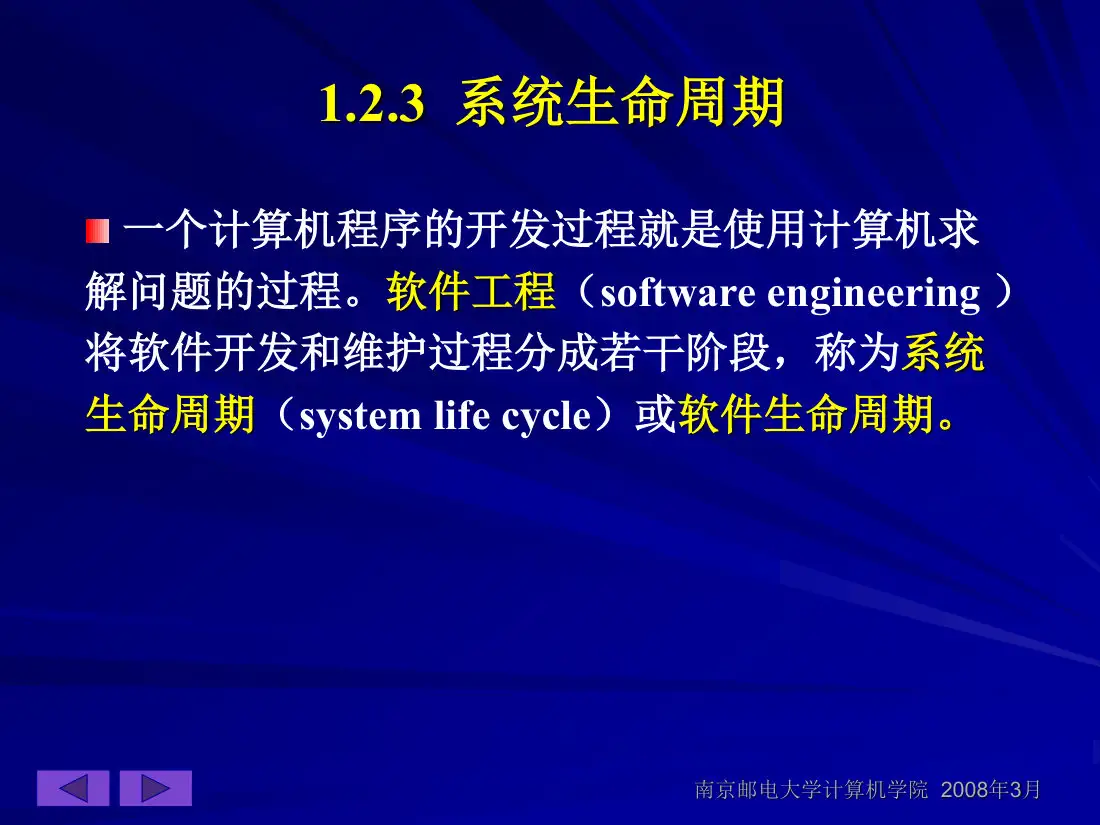 1.2.3 系统生命周期
一个计算机程序的开发过程就是使用计算机求
解问题的过程。软件工程（software engineering ）
将软件开发和维护过程分成若干阶段，称为系统
生命周期（system life cycle）或软件生命周期。
南京邮电大学计算机学院 2008年3月